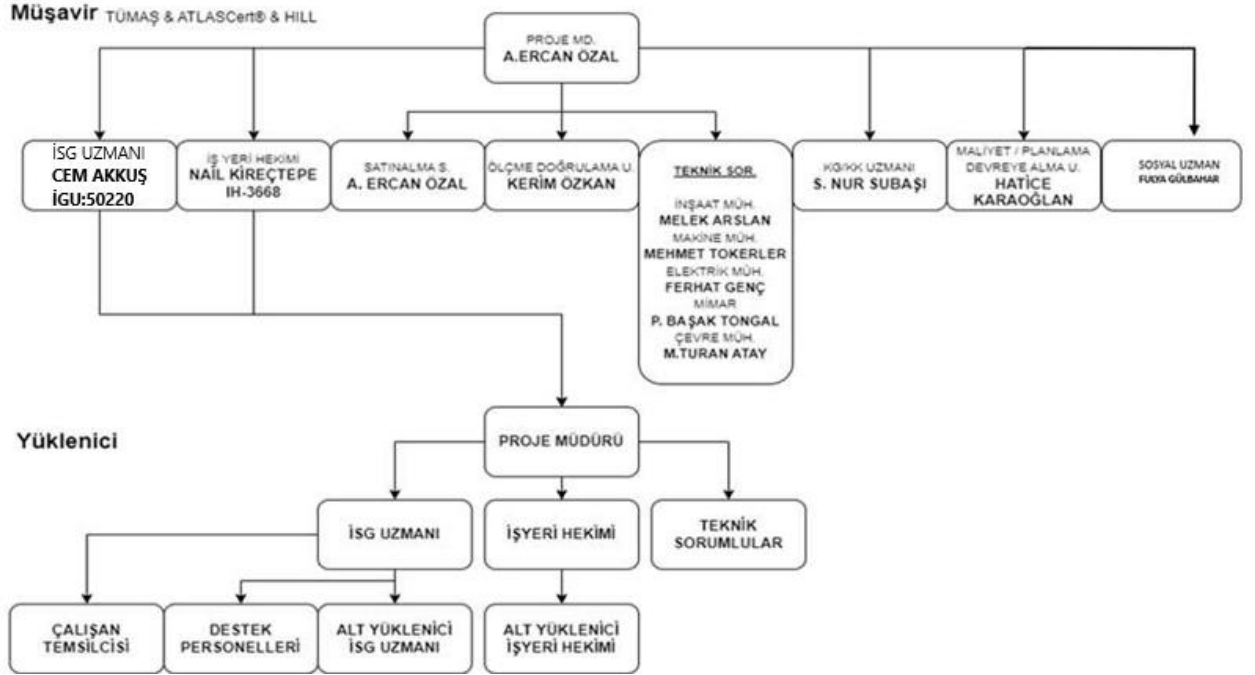 Müşavir TÜMAŞ & ATLASCert® & HILL
PROJE MD.
A.ERCAN ÖZAL
İSG UZMANI
CEM AKKUŞ
İGU:50220
İŞ YERİ HEKİMİ
NAİL KİREÇTEPE
IH-3668
SATINALMA S.
A. ERCAN ÖZAL
ÖLÇME DOĞRULAMA U.
KERİM ÖZKAN
TEKNİK SOR.
İNŞAAT MÜH.
MELEK ARSLAN
MAKİNE MÜH.
MEHMET TOKERLER
ELEKTRİK MÜH.
FERHAT GENÇ
MİMAR
P. BAŞAK TONGAL
ÇEVRE MÜH.
M.TURAN ATAY
KG/KK UZMANI
S. NUR SUBAŞI
MALİYET / PLANLAMA
DEVREYE ALMA U.
HATİCE
KARAOĞLAN
SOSYAL UZMAN
FULYA GÜLBAHAR
Yüklenici
PROJE MÜDÜRÜ
İSG UZMANI
İŞYERİ HEKİMİ
TEKNİK
SORUMLULAR
ÇALIŞAN
TEMSİLCİSİ
DESTEK
PERSONELLERİ
ALT YÜKLENİCİ
İSG UZMANI
ALT YÜKLENİCİ
İŞYERİ HEKİMİ